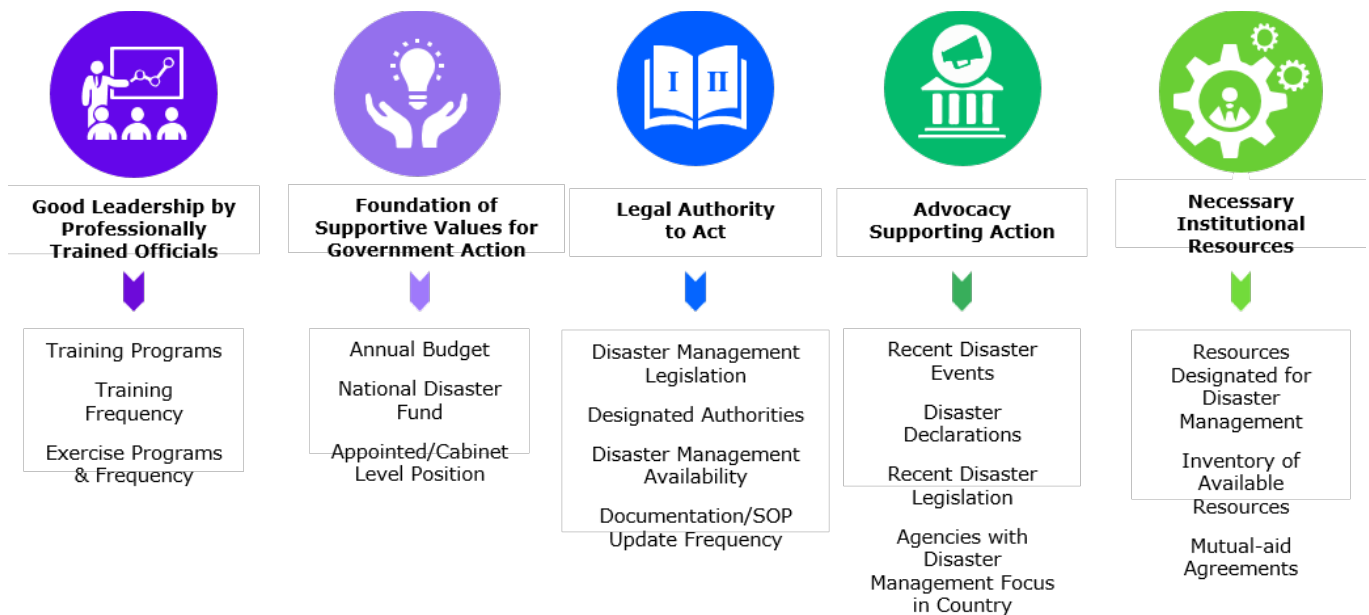 I II
Good Leadership by
Professionally
Trained Officials
Foundation of
Supportive Values for
Government Action
Legal Authority
to Act
Advocacy
Supporting Action
Necessary
Institutional
Resources
Training Programs
Training
Frequency
Exercise Programs
& Frequency
Annual Budget
National Disaster
Fund
Appointed/Cabinet
Level Position
Disaster Management
Legislation
Designated Authorities
Disaster Management
Availability
Documentation/SOP
Update Frequency
Recent Disaster
Events
Disaster
Declarations
Recent Disaster
Legislation
Agencies with
Disaster
Management Focus
in Country
Resources
Designated for
Disaster
Management
Inventory of
Available
Resources
Mutual-aid
Agreements